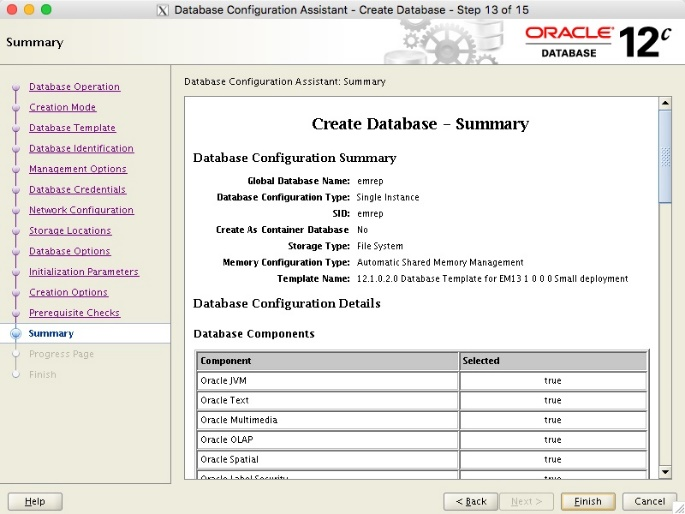 Database Configuration Assistant - Create Database - Step 13 of 15
Summary
ORACLE
DATABASE
12c
Database Operation
Creation Mode
Database Template
Database Identification
Management Options
Database Credentials
Network Configuration
Storage Locations
Database Options
Initialization Parameters
Creation Options
Prerequisite Checks
Summary
Progress Page
Finish
Database Configuration Assistant: Summary
Create Database - Summary
Database Configuration Summary
Global Database Name: emrep
Database Configuration Type: Single Instance
SID: emrep
Create As Container Database No
Storage Type: File System
Memory Configuration Type: Automatic Shared Memory Management
Template Name: 12.1.0.2.0 Database Template for EM13 1 0 0 0 Small deployment
Database Configuration Details
Database Components
Component Selected
Oracle JVM true
Oracle Text true
Oracle Multimedia true
Oracle OLAP true
Oracle Spatial true
Oracle Label Security true
Help
< Back
Next >
Finish
Cancel